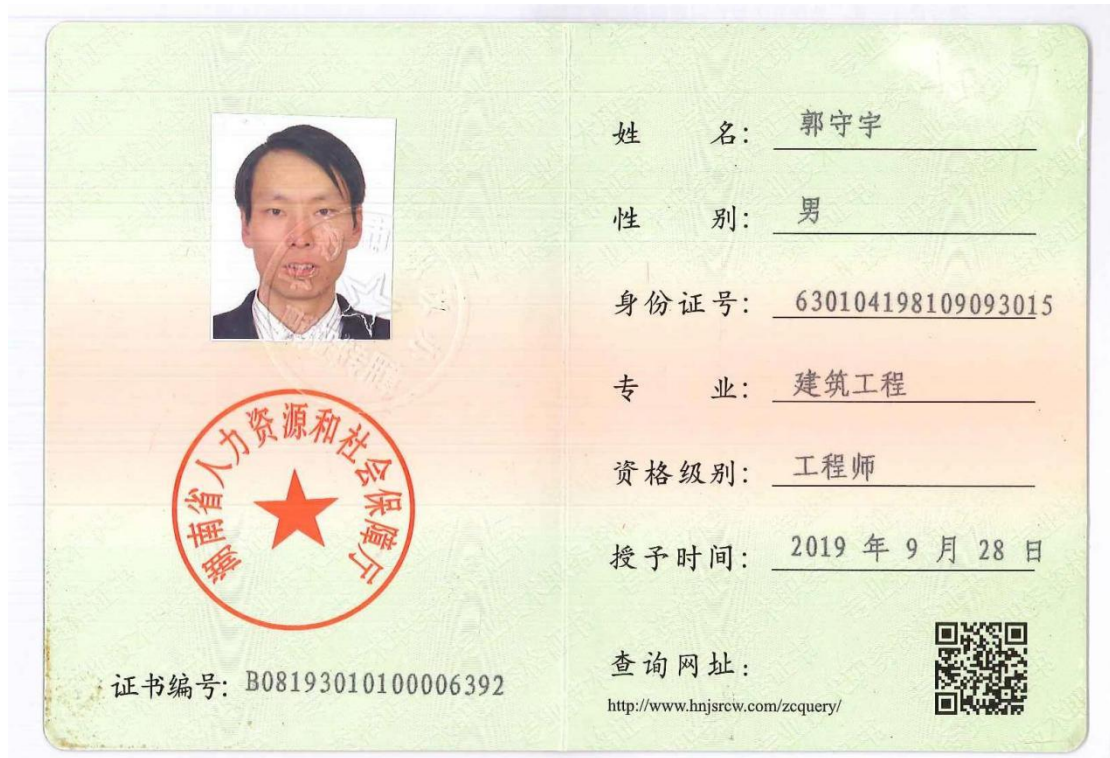 湖南省人力资源和社会保障厅
证书编号: B08193010100006392
姓 名: 郭守宇
性 别: 男
身份证号: 630104198109093015
专 业: 建筑工程
资格级别: 工程师
授予时间: 2019 年 9 月 28 日
查询网址:
http://www.hnjsrcw.com/zcquery/